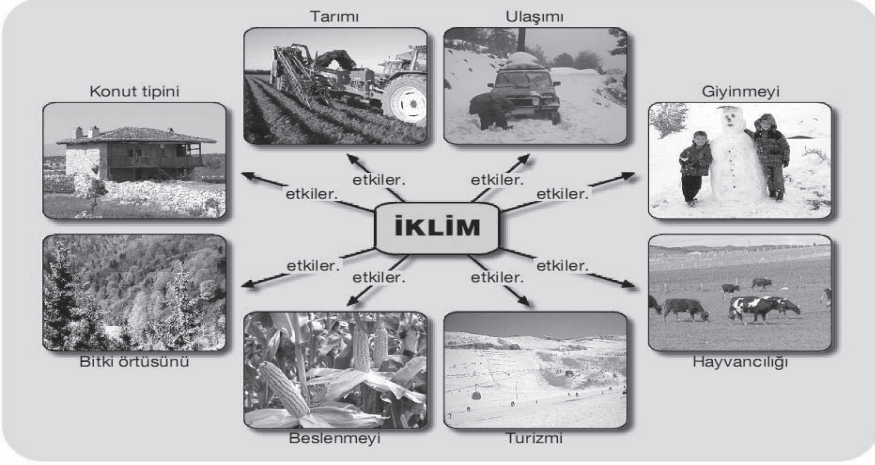 Tarımı
Ulaşımı
Konut tipini
Giyinmeyi
etkiler.
etkiler.
etkiler.
etkiler.
İKLİM
etkiler.
etkiler.
etkiler.
etkiler.
Bitki örtüsünü
Hayvancılığı
Beslenmeyi
Turizmi